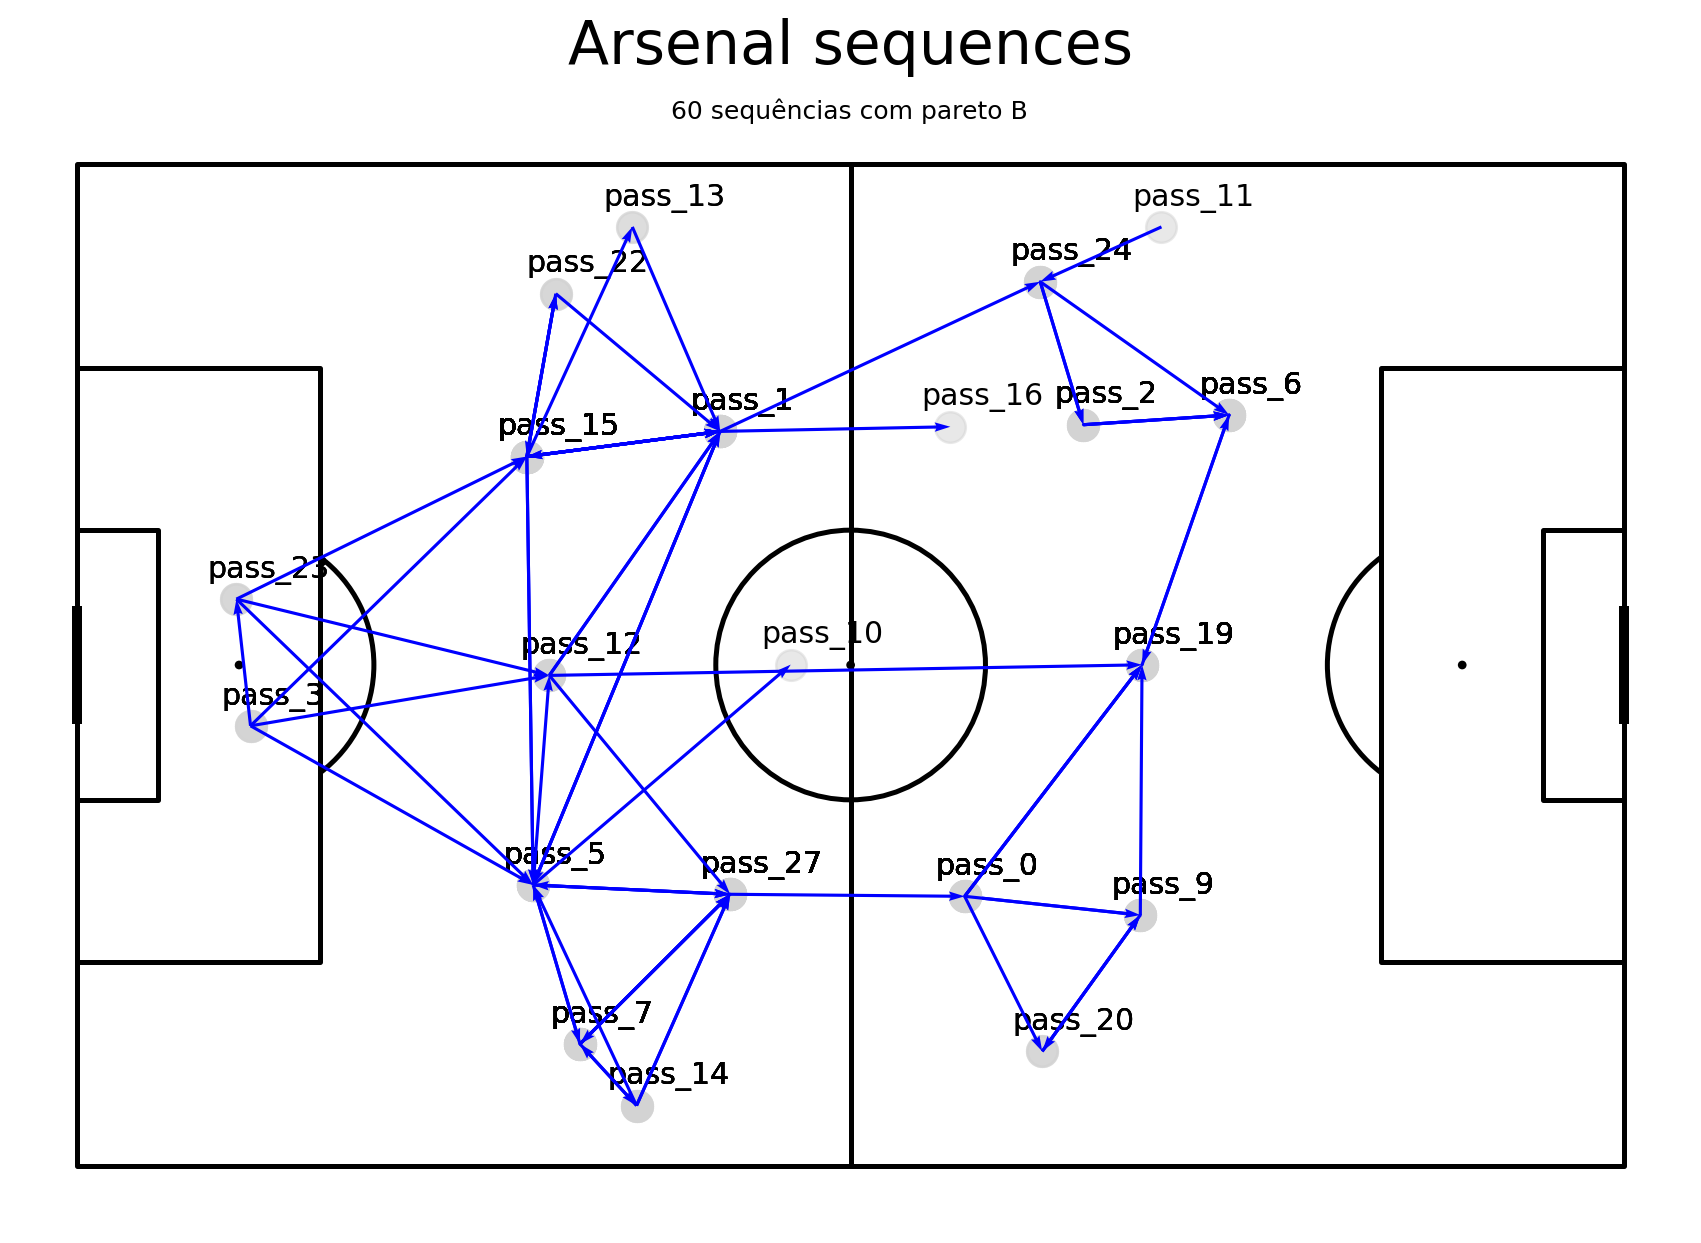 Arsenal sequences
60 sequências com pareto B
pass_13
pass_11
pass_24
pass_22
pass_6
pass_2
pass_16
pass_1
pass_15
pass_23
pass_10
pass_19
pass_12
pass_3
pass_5
pass_27
pass_0
pass_9
pass_7
pass_20
pass_14